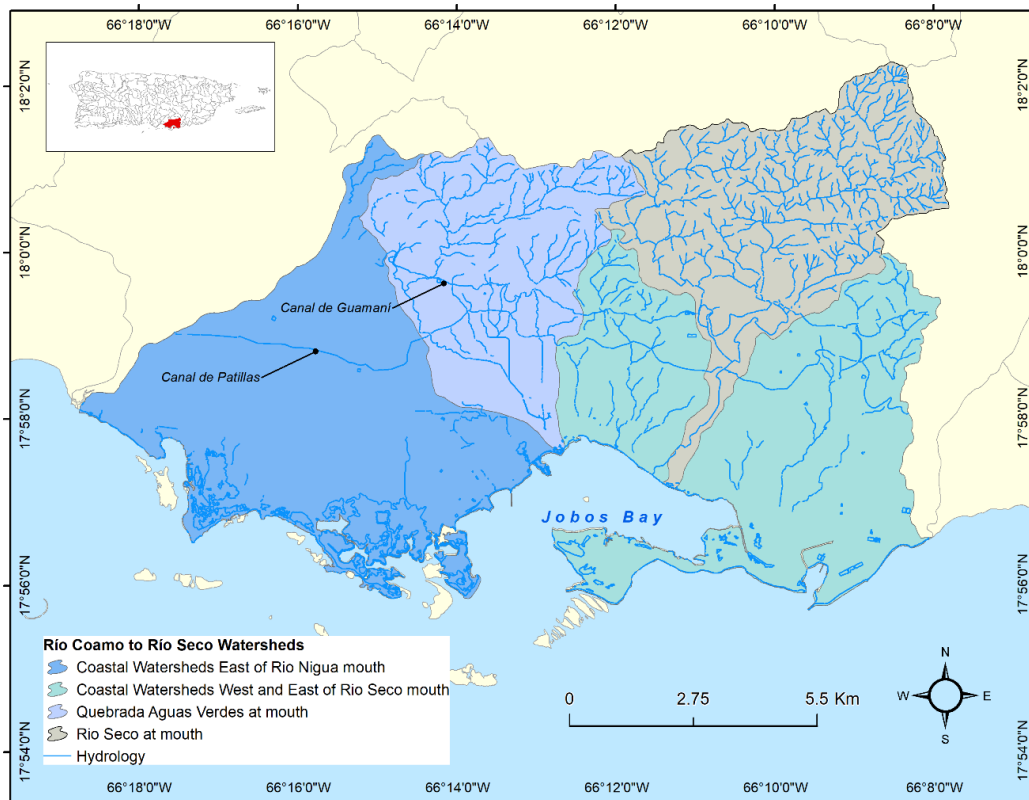 66°18'0"W 66°16'0"W 66°14'0"W 66°12'0"W 66°10'0"W 66°8'0"W
18°2'0"N 18°2'0"N
18°0'0"N 18°0'0"N
Canal de Guamaní
Canal de Patillas
17°58'0"N 17°58'0"N
Jobos Bay
17°56'0"N 17°56'0"N
Río Coamo to Río Seco Watersheds
Coastal Watersheds East of Rio Nigua mouth
Coastal Watersheds West and East of Rio Seco mouth
Quebrada Aguas Verdes at mouth
Rio Seco at mouth
Hydrology
0 2.75 5.5 Km
N
W E
S
17°54'0"N 17°54'0"N
66°18'0"W 66°16'0"W 66°14'0"W 66°12'0"W 66°10'0"W 66°8'0"W